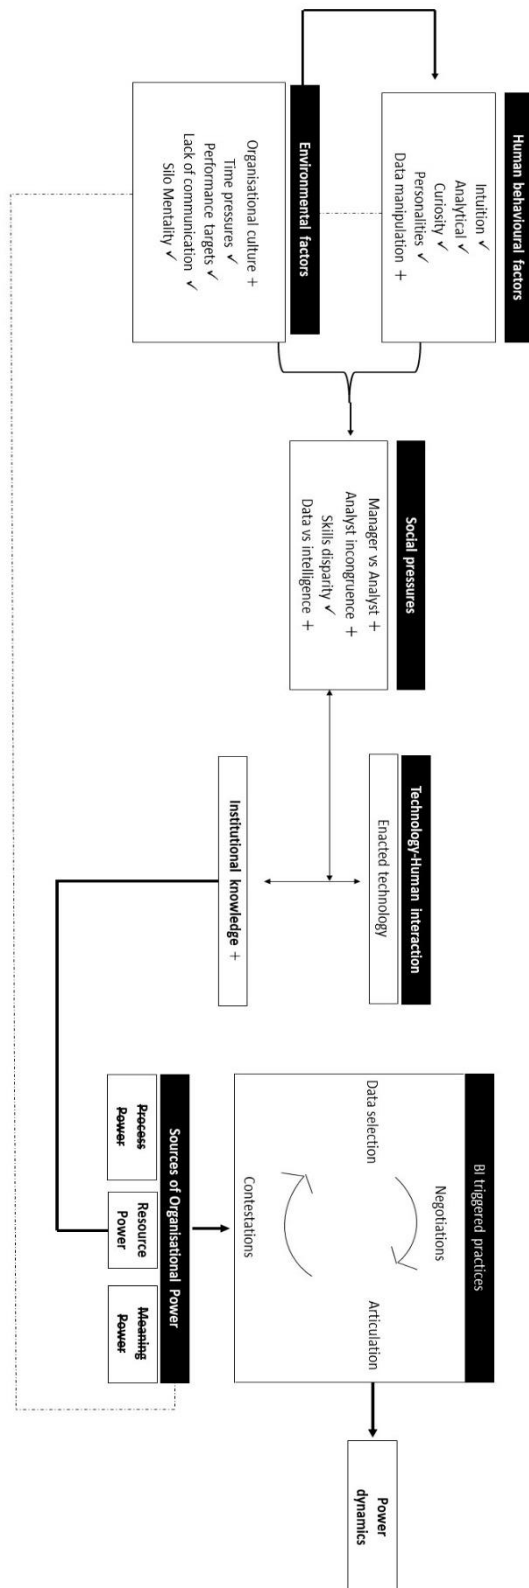 Human behavioural factors
Intuition ✓
Analytical ✓
Curiosity ✓
Personalities ✓
Data manipulation +
Environmental factors
Organisational culture +
Time pressures ✓
Performance targets ✓
Lack of communication ✓
Silo Mentality ✓
Social pressures
Manager vs Analyst +
Analyst incongruence +
Skills disparity ✓
Data vs intelligence +
Technology-Human interaction
Enacted technology
Institutional knowledge +
BI triggered practices
Negotiations
Data selection
Articulation
Contestations
Sources of Organisational Power
Process
Power
Resource
Power
Meaning
Power
Power
dynamics